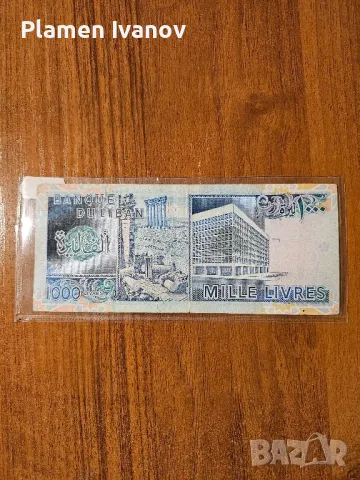 Plamen Ivanov
BANQUE
DU LIBAN
1000
MILLE LIVRES
BAZAR